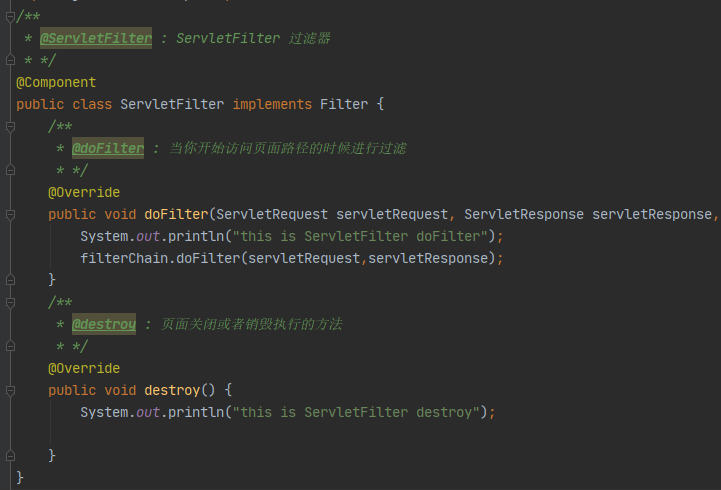 /**
* @ServletFilter : ServletFilter 过滤器
* */
@Component
public class ServletFilter implements Filter {
/**
* @doFilter : 当你开始访问页面路径的时候进行过滤
* */
@Override
public void doFilter(ServletRequest servletRequest, ServletResponse servletResponse,
System.out.println("this is ServletFilter doFilter");
filterChain.doFilter(servletRequest,servletResponse);
}
/**
* @destroy : 页面关闭或者销毁执行的方法
* */
@Override
public void destroy() {
System.out.println("this is ServletFilter destroy");
}
}